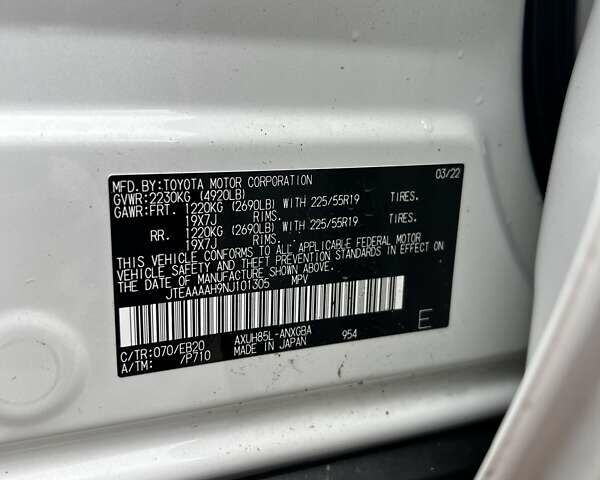 MFD.BY:TOYOTA MOTOR CORPORATION 03/22
GVWR:2230KG (4920LB)
GAWR:FRT. 1220KG (2690LB) WITH 225/55R19 TIRES.
19X7J RIMS.
RR. 1220KG (2690LB) WITH 225/55R19 TIRES.
19X7J RIMS.
THIS VEHICLE CONFORMS TO ALL APPLICABLE FEDERAL MOTOR
VEHICLE SAFETY AND THEFT PREVENTION STANDARDS IN EFFECT ON
THE DATE OF MANUFACTURE SHOWN ABOVE.
JTEAAAAH9NJ101305 MPV
E
C/TR:070/EB20 AXUH85L-ANXGBA 954
A/TM: /P710 MADE IN JAPAN